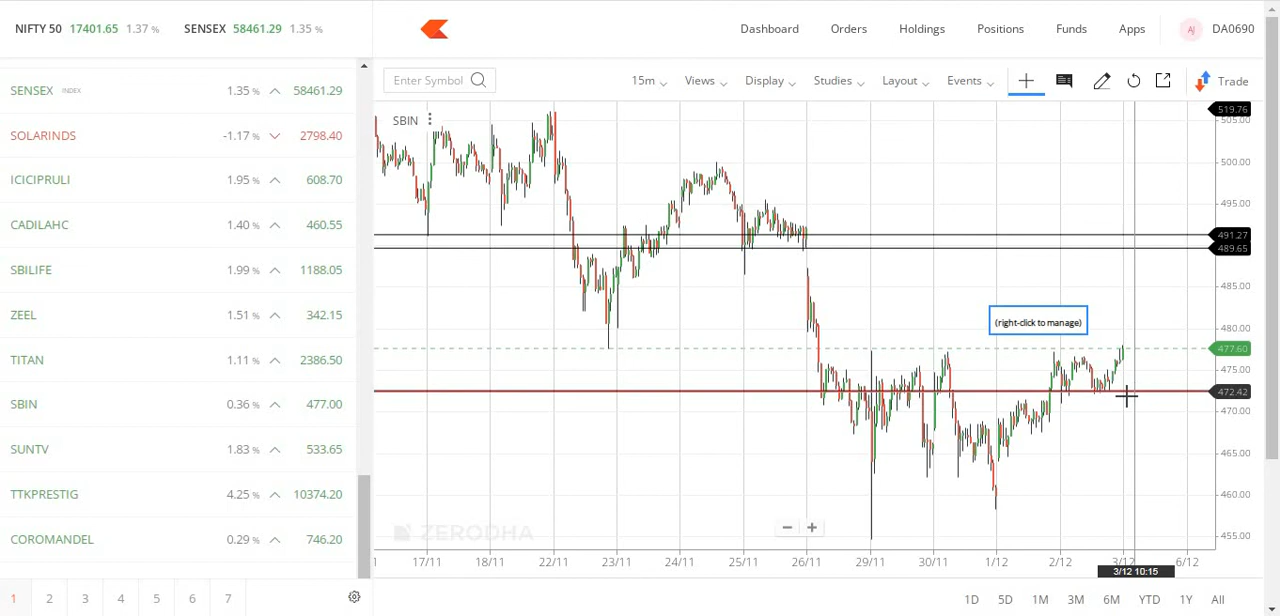 NIFTY 50 17401.65 1.37 % SENSEX 58461.29 1.35 %
Dashboard Orders Holdings Positions Funds Apps AJ DA0690
SENSEX INDEX 1.35 % 58461.29
SOLARINDS -1.17 % 2798.40
ICICIPRULI 1.95 % 608.70
CADILAHC 1.40 % 460.55
SBILIFE 1.99 % 1188.05
ZEEL 1.51 % 342.15
TITAN 1.11 % 2386.50
SBIN 0.36 % 477.00
SUNTV 1.83 % 533.65
TTKPRESTIG 4.25 % 10374.20
COROMANDEL 0.29 % 746.20
1 2 3 4 5 6 7
Enter Symbol 15m Views Display Studies Layout Events Trade
SBIN
519.76
505.00
500.00
495.00
491.27
489.65
485.00
480.00
477.60
475.00
472.42
470.00
465.00
460.00
455.00
(right-click to manage)
ZERODHA
17/11 18/11 22/11 23/11 24/11 25/11 26/11 29/11 30/11 1/12 2/12 3/12 6/12
3/12 10:15
1D 5D 1M 3M 6M YTD 1Y All